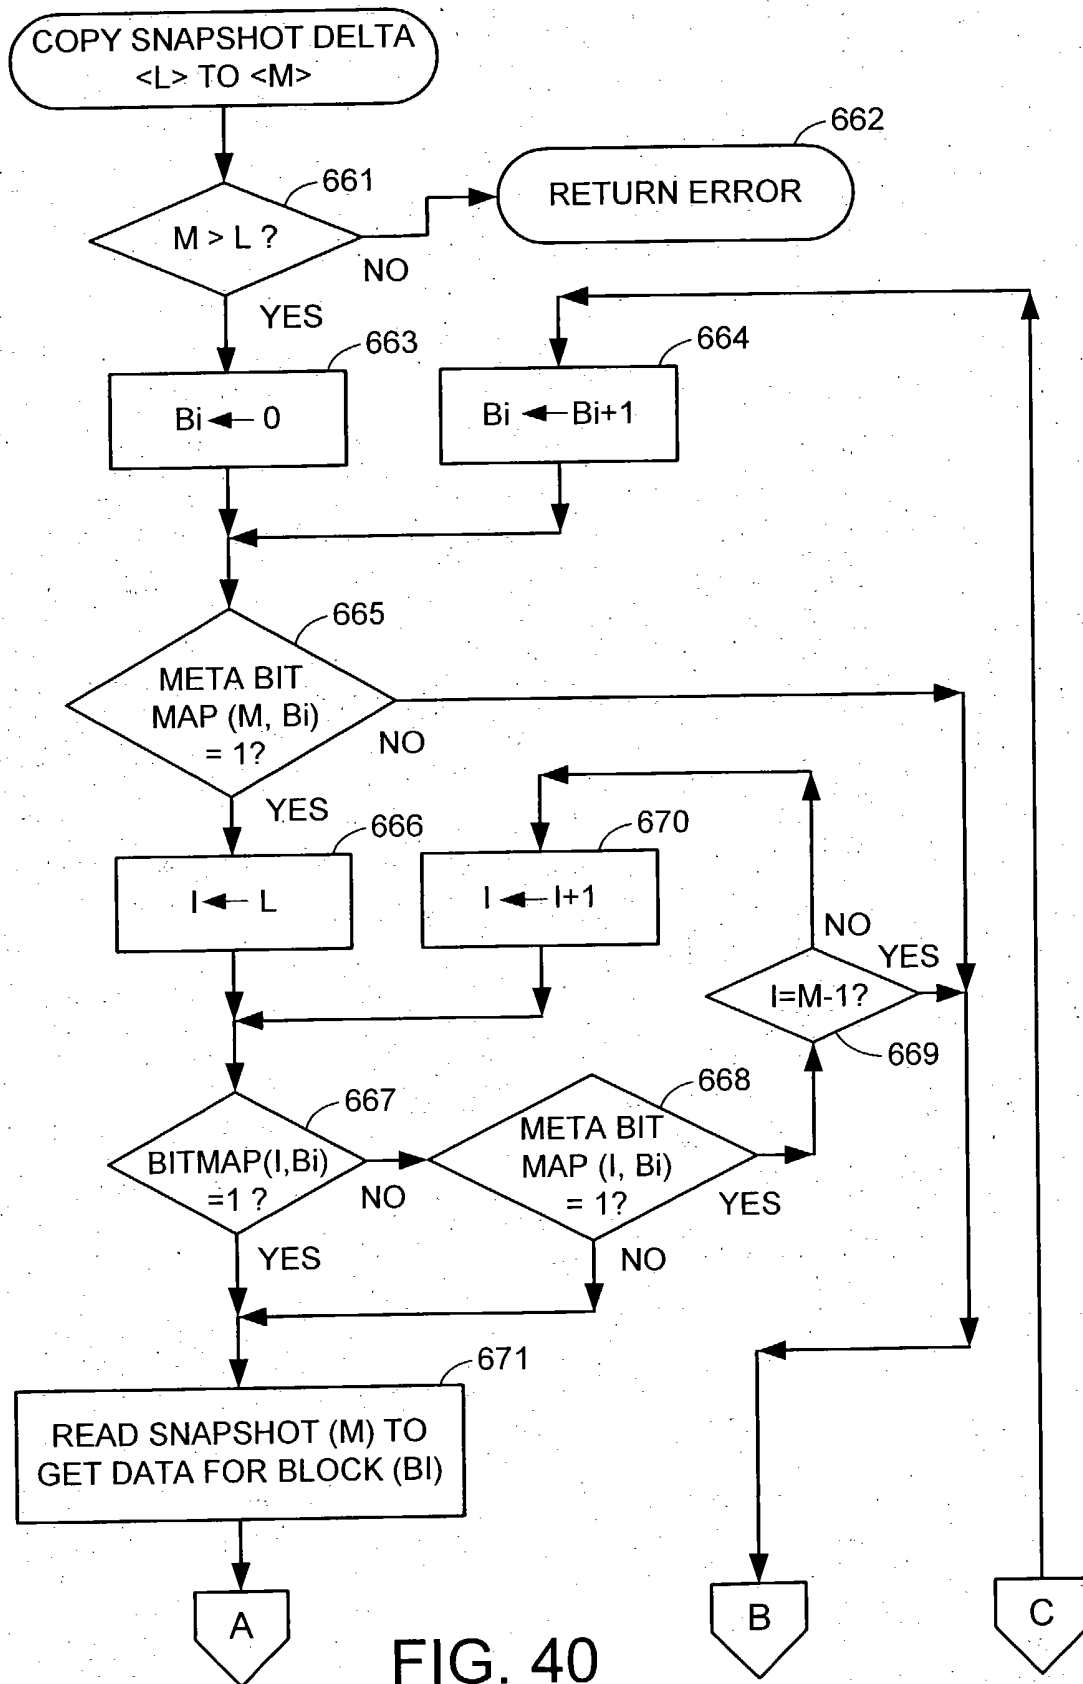 COPY SNAPSHOT DELTA
<L> TO <M>
662
RETURN ERROR
661
M > L ?
NO
YES
663
Bi ← 0
664
Bi ← Bi+1
665
META BIT
MAP (M, Bi)
= 1?
NO
YES
666
I ← L
670
I ← I+1
NO
YES
I=M-1?
669
667
BITMAP(I,Bi)
=1 ?
NO
YES
668
META BIT
MAP (I, Bi)
= 1?
YES
NO
671
READ SNAPSHOT (M) TO
GET DATA FOR BLOCK (BI)
A
B
C
FIG. 40